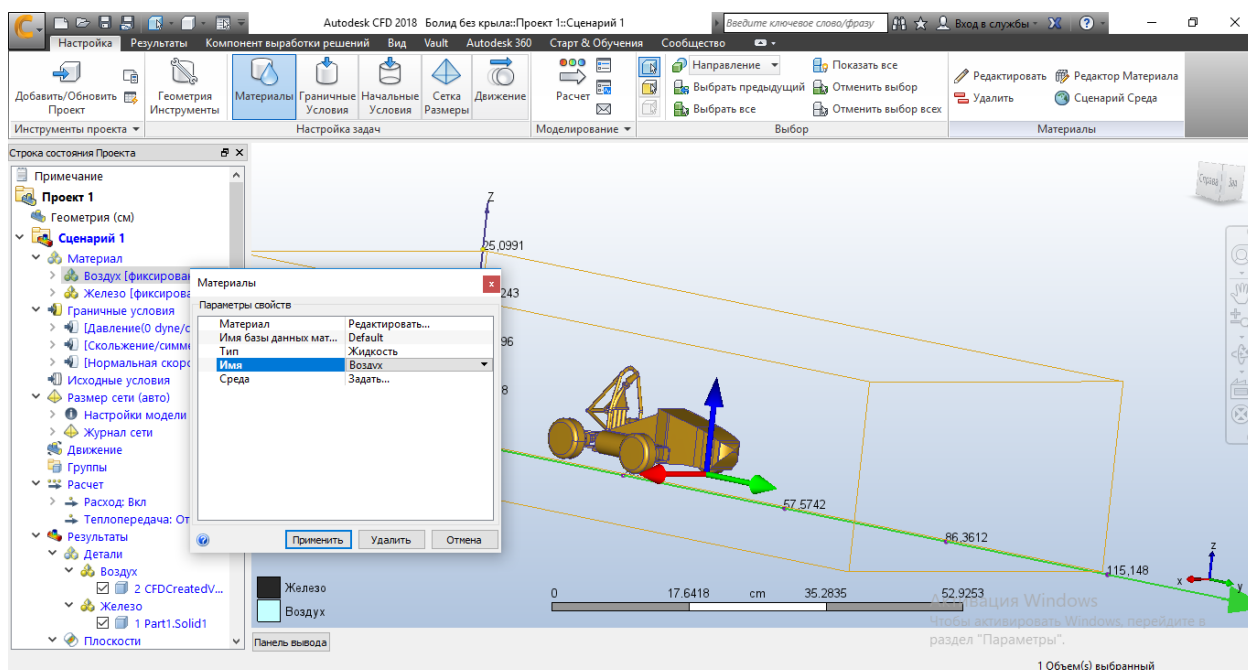 Autodesk CFD 2018 Болид без крыла::Проект 1::Сценарий 1
Введите ключевое слово/фразу
Вход в службы
Настройка Результаты Компонент выработки решений Вид Vault Autodesk 360 Старт & Обучения Сообщество
Добавить/Обновить Проект
Геометрия Инструменты
Материалы
Граничные Условия
Начальные Условия
Сетка Размеры
Движение
Расчет
Направление
Выбрать предыдущий
Выбрать все
Показать все
Отменить выбор
Отменить выбор всех
Редактировать
Удалить
Редактор Материала
Сценарий Среда
Инструменты проекта
Настройка задач
Моделирование
Выбор
Материалы
Строка состояния Проекта
Примечание
Проект 1
Геометрия (см)
Сценарий 1
Материал
Воздух [фиксирова
Железо [фиксирова
Граничные условия
[Давление(0 dyne/c
[Скольжение/симме
[Нормальная скоро
Исходные условия
Размер сети (авто)
Настройки модели
Журнал сети
Движение
Группы
Расчет
Расход: Вкл
Теплопередача: От
Результаты
Детали
Воздух
2 CFDCreatedV...
Железо
1 Part1.Solid1
Плоскости
Материалы
x
Параметры свойств
Материал Редактировать...
Имя базы данных мат... Default
Тип Жидкость
Имя Воздух
Среда Задать...
Применить Удалить Отмена
Z
25,0991
243
96
8
57,5742
86,3612
115,148
Справа
z
x
y
Железо
Воздух
0 17.6418 cm 35.2835 52.9253
Активация Windows
Чтобы активировать Windows, перейдите в
раздел "Параметры".
Панель вывода
1 Объем(s) выбранный